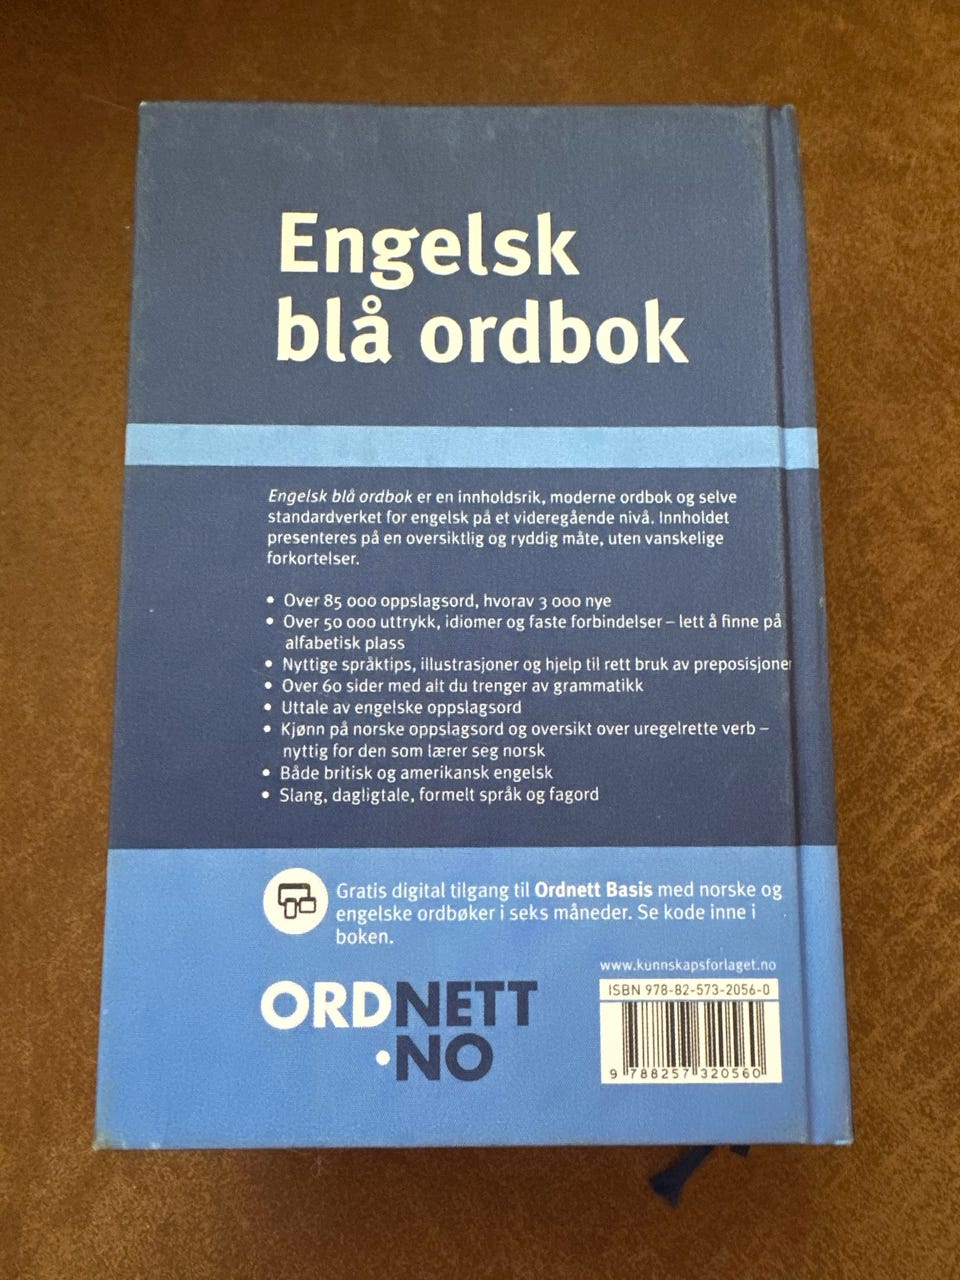 Engelsk
blå ordbok
Engelsk blå ordbok er en innholdsrik, moderne ordbok og selve
standardverket for engelsk på et videregående nivå. Innholdet
presenteres på en oversiktlig og ryddig måte, uten vanskelige
forkortelser.
• Over 85 000 oppslagsord, hvorav 3 000 nye
• Over 50 000 uttrykk, idiomer og faste forbindelser – lett å finne på
alfabetisk plass
• Nyttige språktips, illustrasjoner og hjelp til rett bruk av preposisjoner
• Over 60 sider med alt du trenger av grammatikk
• Uttale av engelske oppslagsord
• Kjønn på norske oppslagsord og oversikt over uregelrette verb –
nyttig for den som lærer seg norsk
• Både britisk og amerikansk engelsk
• Slang, dagligtale, formelt språk og fagord
Gratis digital tilgang til Ordnett Basis med norske og
engelske ordbøker i seks måneder. Se kode inne i
boken.
www.kunnskapsforlaget.no
ORDNETT
.NO
ISBN 978-82-573-2056-0
9 788257 320560